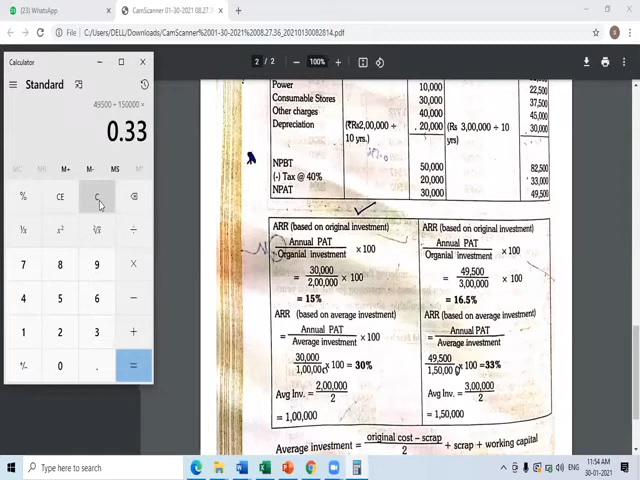 (23) WhatsApp
CamScanner 01-30-2021 08.27.36
C:/Users/DELL/Downloads/CamScanner%2001-30-2021%2008.27.36_20210130082814.pdf
2 / 2
100%
Calculator
Standard
49500 ÷ 150000 ×
0.33
MC MR M+ M- MS
% CE C
¹/x x² ²√x ÷
7 8 9 ×
4 5 6 −
1 2 3 +
+/- 0 . =
Power 10,000 22,500
Consumable Stores 30,000 37,500
Other charges 40,000 45,000
Depreciation (₹Rs2,00,000 ÷ 10 yrs.) 20,000 (Rs 3,00,000 ÷ 10 yrs) 30,000
NPBT 50,000 82,500
(-) Tax @ 40% 20,000 33,000
NPAT 30,000 49,500
ARR (based on original investment)
Annual PAT
Organial investment × 100
= 30,000
2,00,000 × 100
= 15%
ARR (based on average investment)
= Annual PAT
Average investment × 100
30,000
1,00,000 × 100 = 30%
Avg Inv. = 2,00,000
2
= 1,00,000
ARR (based on original investment)
Annual PAT
Original investment × 100
= 49,500
3,00,000 × 100
= 16.5%
ARR (based on average investment)
= Annual PAT
Average investment
49,500
1,50,000 × 100 = 33%
Avg Inv. = 3,00,000
2
= 1,50,000
Average investment = original cost − scrap
2 + scrap + working capital
Type here to search
ENG
11:54 AM
30-01-2021